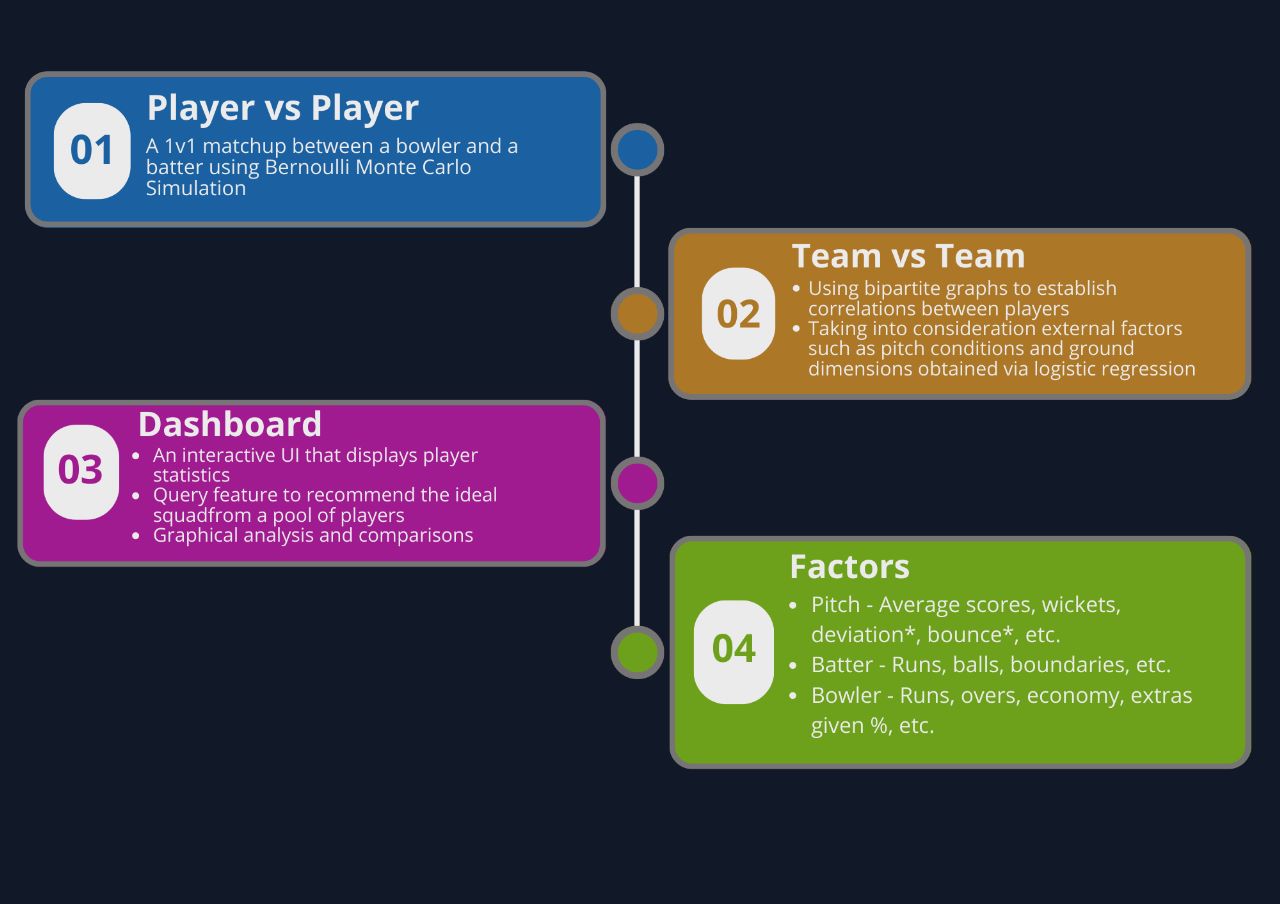 01
Player vs Player
A 1v1 matchup between a bowler and a
batter using Bernoulli Monte Carlo
Simulation
02
Team vs Team
• Using bipartite graphs to establish
correlations between players
• Taking into consideration external factors
such as pitch conditions and ground
dimensions obtained via logistic regression
03
Dashboard
• An interactive UI that displays player
statistics
• Query feature to recommend the ideal
squadfrom a pool of players
• Graphical analysis and comparisons
04
Factors
• Pitch - Average scores, wickets,
deviation*, bounce*, etc.
• Batter - Runs, balls, boundaries, etc.
• Bowler - Runs, overs, economy, extras
given %, etc.